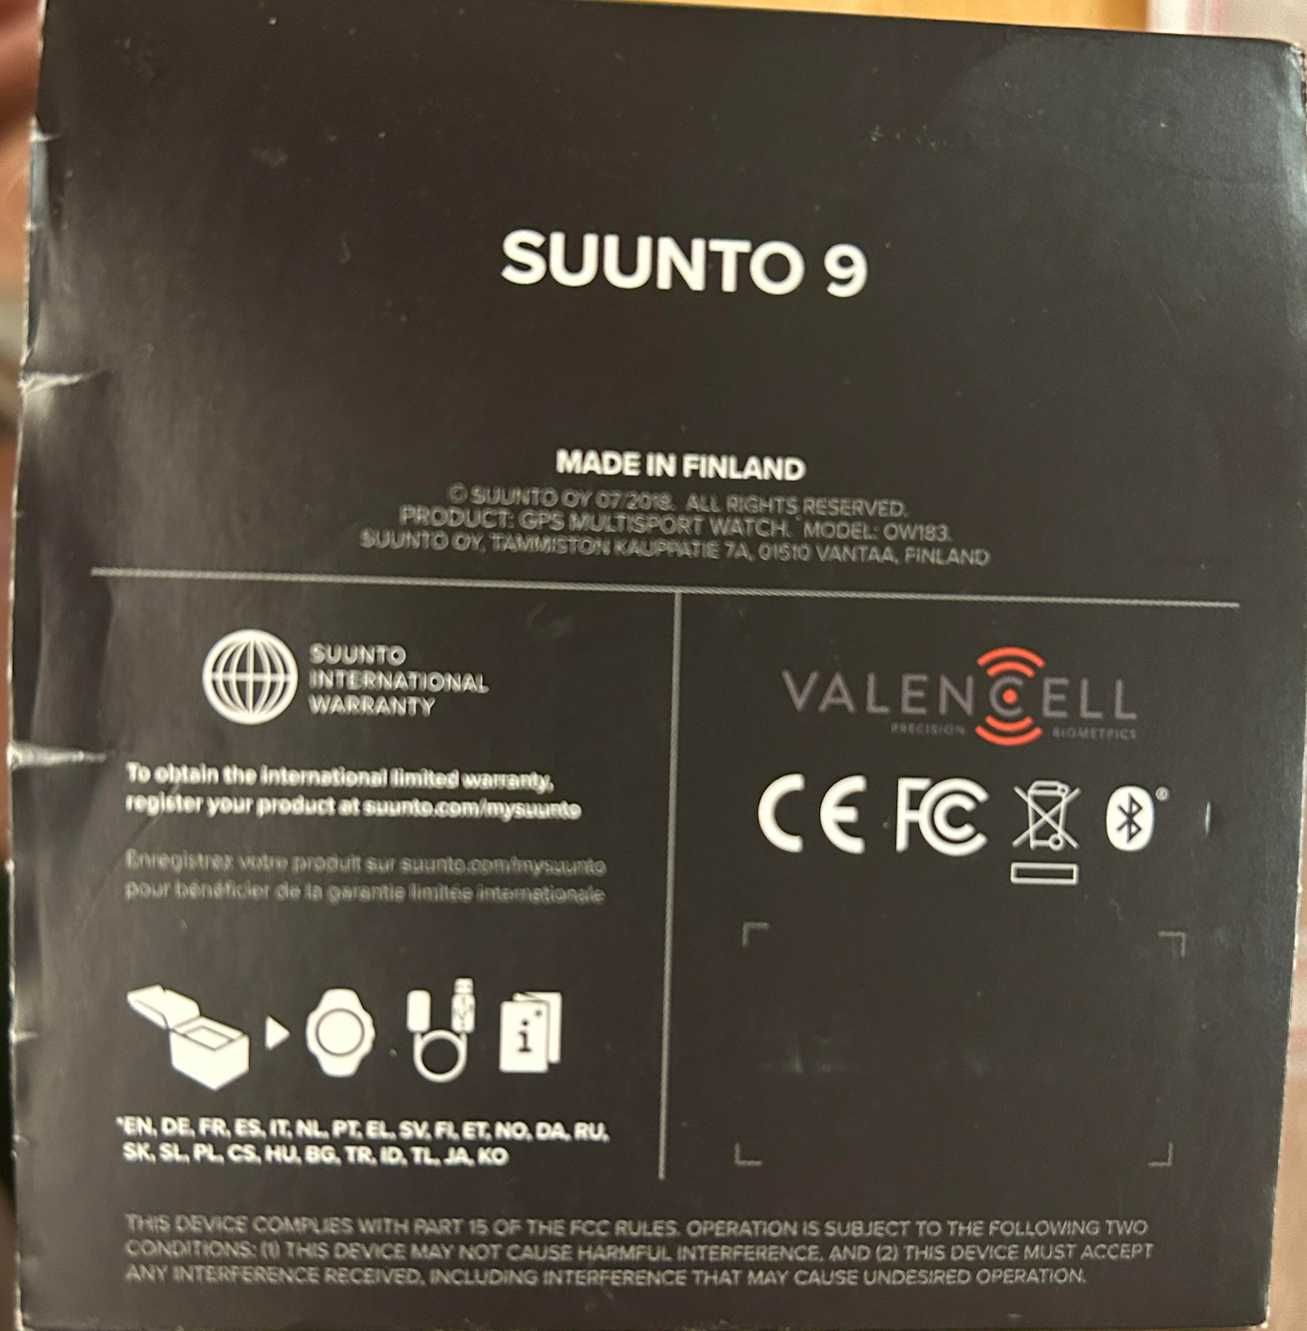 SUUNTO 9
MADE IN FINLAND
© SUUNTO OY 07/2018. ALL RIGHTS RESERVED.
PRODUCT: GPS MULTISPORT WATCH. MODEL: OW183.
SUUNTO OY, TAMMISTON KAUPPATIE 7A, 01510 VANTAA, FINLAND
SUUNTO
INTERNATIONAL
WARRANTY
To obtain the international limited warranty,
register your product at suunto.com/mysuunto
Enregistrez votre produit sur suunto.com/mysuunto
pour bénéficier de la garantie limitée internationale
i
*EN, DE, FR, ES, IT, NL, PT, EL, SV, FI, ET, NO, DA, RU,
SK, SL, PL, CS, HU, BG, TR, ID, TL, JA, KO
VALENCELL
PRECISION BIOMETRICS
CE FC ®
THIS DEVICE COMPLIES WITH PART 15 OF THE FCC RULES. OPERATION IS SUBJECT TO THE FOLLOWING TWO
CONDITIONS: (1) THIS DEVICE MAY NOT CAUSE HARMFUL INTERFERENCE, AND (2) THIS DEVICE MUST ACCEPT
ANY INTERFERENCE RECEIVED, INCLUDING INTERFERENCE THAT MAY CAUSE UNDESIRED OPERATION.